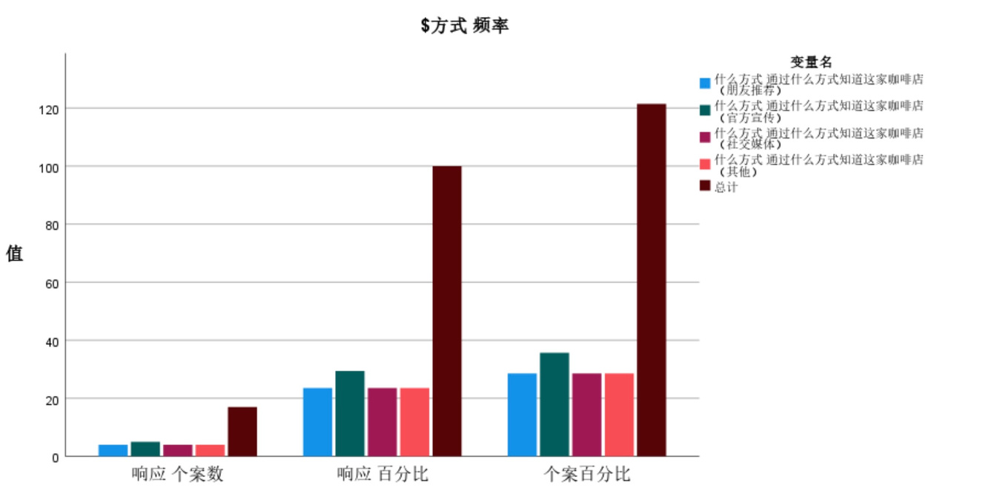 $方式 频率
变量名
什么方式 通过什么方式知道这家咖啡店
（朋友推荐）
什么方式 通过什么方式知道这家咖啡店
（官方宣传）
什么方式 通过什么方式知道这家咖啡店
（社交媒体）
什么方式 通过什么方式知道这家咖啡店
（其他）
总计
值
120
100
80
60
40
20
0
响应 个案数
响应 百分比
个案百分比